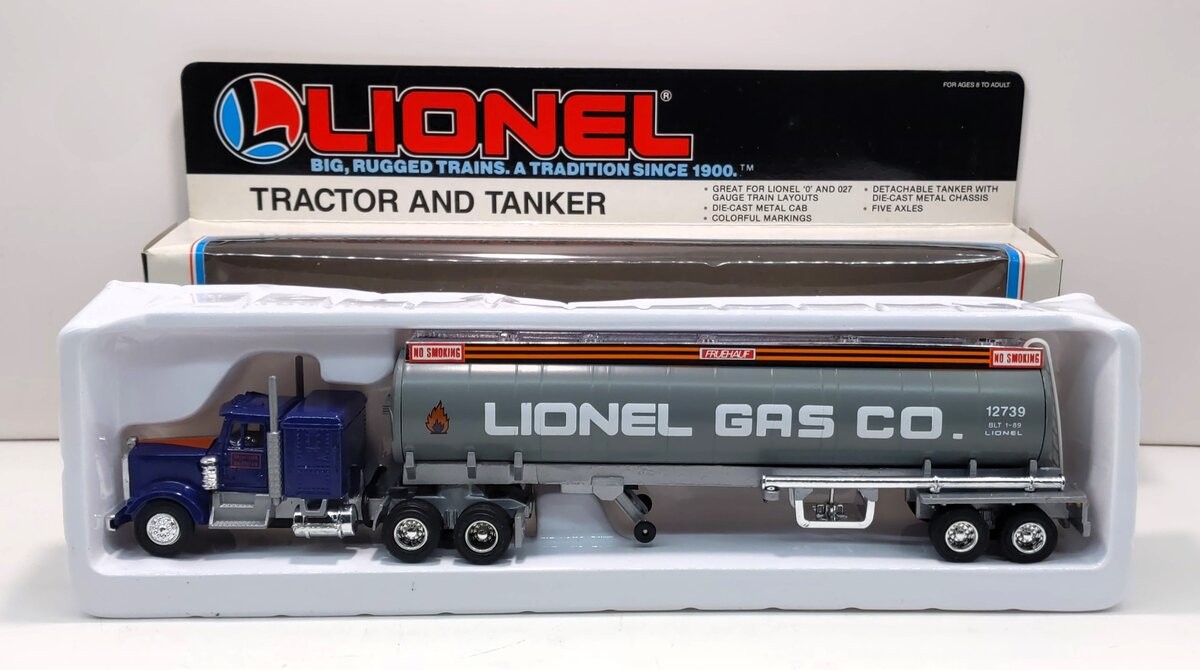 FOR AGES 8 TO ADULT
LIONEL®
BIG, RUGGED TRAINS. A TRADITION SINCE 1900.™
TRACTOR AND TANKER
• GREAT FOR LIONEL 'O' AND 027
GAUGE TRAIN LAYOUTS
• DIE-CAST METAL CAB
• COLORFUL MARKINGS
• DETACHABLE TANKER WITH
DIE-CAST METAL CHASSIS
• FIVE AXLES
NO SMOKING
FRUEHAUF
NO SMOKING
LIONEL GAS CO.
12739
BLT 1-89
LIONEL